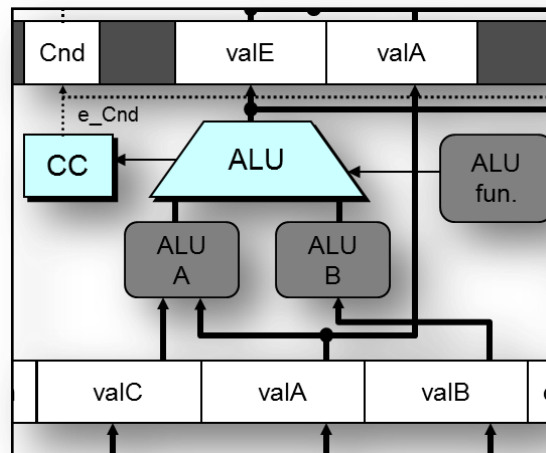 Cnd
valE
valA
e_Cnd
CC
ALU
ALU
fun.
ALU
A
ALU
B
valC
valA
valB